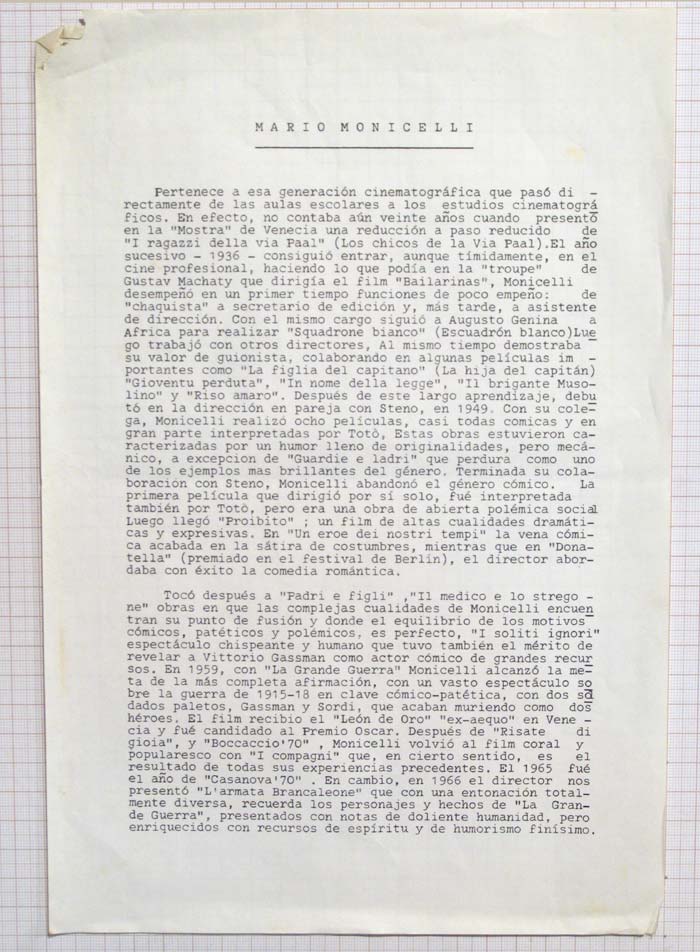 MARIO MONICELLI
Pertenece a esa generación cinematográfica que pasó di -
rectamente de las aulas escolares a los estudios cinematográ
ficos. En efecto, no contaba aún veinte años cuando presentó
en la "Mostra" de Venecia una reducción a paso reducido de
"I ragazzi della via Paal" (Los chicos de la Via Paal).El año
sucesivo - 1936 - consiguió entrar, aunque tímidamente, en el
cine profesional, haciendo lo que podía en la "troupe" de
Gustav Machaty que dirigía el film "Bailarinas", Monicelli
desempeñó en un primer tiempo funciones de poco empeño: de
"chaquista" a secretario de edición y, más tarde, a asistente
de dirección. Con el mismo cargo siguió a Augusto Genina a
Africa para realizar "Squadrone bianco" (Escuadrón blanco)Lue
go trabajó con otros directores, Al mismo tiempo demostraba
su valor de guionista, colaborando en algunas películas im -
portantes como "La figlia del capitano" (La hija del capitán)
"Gioventu perduta", "In nome della legge", "Il brigante Muso-
lino" y "Riso amaro". Después de este largo aprendizaje, debu
tó en la dirección en pareja con Steno, en 1949. Con su cole-
ga, Monicelli realizó ocho películas, casi todas comicas y en
gran parte interpretadas por Totò, Estas obras estuvieron ca-
racterizadas por un humor lleno de originalidades, pero mecá-
nico, a excepcion de "Guardie e ladri" que perdura como uno
de los ejemplos mas brillantes del género. Terminada su cola-
boración con Steno, Monicelli abandonó el género cómico. La
primera película que dirigió por sí solo, fué interpretada
también por Totò, pero era una obra de abierta polémica social
Luego llegó "Proibito" ; un film de altas cualidades dramáti-
cas y expresivas. En "Un eroe dei nostri tempi" la vena cómi-
ca acabada en la sátira de costumbres, mientras que en "Dona-
tella" (premiado en el festival de Berlín), el director abor-
daba con éxito la comedia romántica.
Tocó después a "Padri e figli" ,"Il medico e lo strego -
ne" obras en que las complejas cualidades de Monicelli encuen
tran su punto de fusión y donde el equilibrio de los motivos
cómicos, patéticos y polémicos, es perfecto, "I soliti ignori"
espectáculo chispeante y humano que tuvo también el mérito de
revelar a Vittorio Gassman como actor cómico de grandes recur
sos. En 1959, con "La Grande Guerra" Monicelli alcanzó la me-
ta de la más completa afirmación, con un vasto espectáculo so
bre la guerra de 1915-18 en clave cómico-patética, con dos sol
dados paletos, Gassman y Sordi, que acaban muriendo como dos
héroes. El film recibio el "León de Oro" "ex-aequo" en Vene -
cia y fué candidado al Premio Oscar. Después de "Risate di
gioia", y "Boccaccio'70" , Monicelli volvió al film coral y
popularesco con "I compagni" que, en cierto sentido, es el
resultado de todas sus experiencias precedentes. El 1965 fué
el año de "Casanova'70" . En cambio, en 1966 el director nos
presentó "L'armata Brancaleone" que con una entonación total-
mente diversa, recuerda los personajes y hechos de "La Gran-
de Guerra", presentados con notas de doliente humanidad, pero
enriquecidos con recursos de espíritu y de humorismo finísimo.